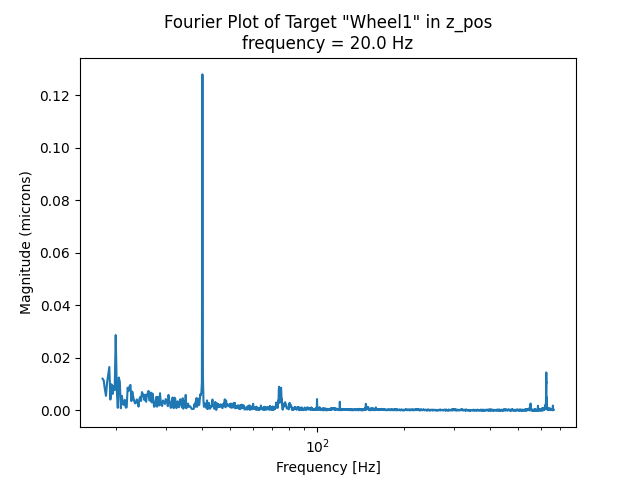 Fourier Plot of Target "Wheel1" in z_pos
frequency = 20.0 Hz
0.12
0.10
0.08
0.06
0.04
0.02
0.00
Magnitude (microns)
10²
Frequency [Hz]